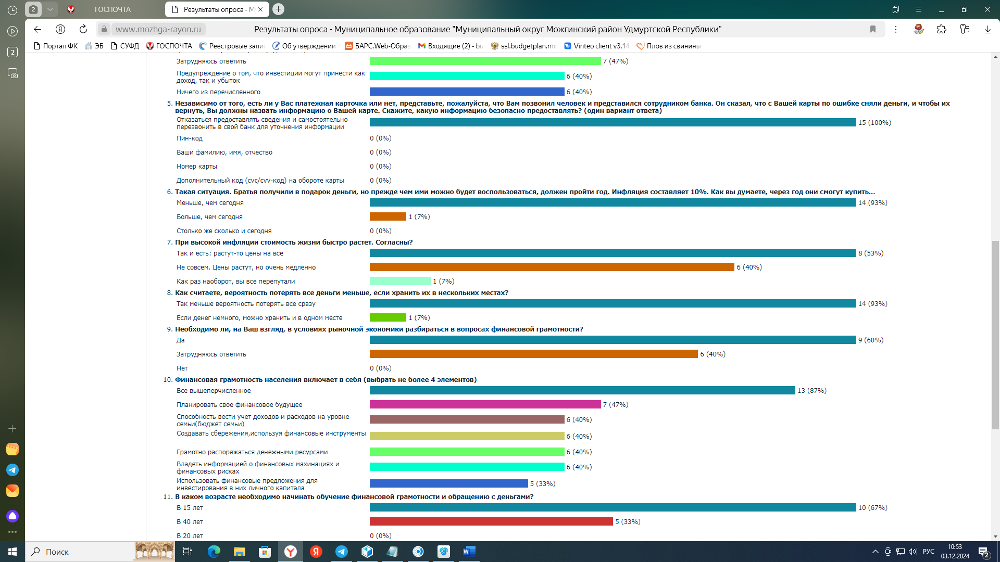 2
ГОСПОЧТА
Результаты опроса - М
www.mozhga-rayon.ru
Результаты опроса - Муниципальное образование "Муниципальный округ Можгинский район Удмуртской Республики"
2
Портал ФК
ЭБ
СУФД
ГОСПОЧТА
Реестровые запи
Об утверждении
БАРС.Web-Образ
Входящие (2) - bu
ssl.budgetplan.mi
Vinteo client v3.14
Плов из свинины
Затрудняюсь ответить 7 (47%)
Предупреждение о том, что инвестиции могут принести как
доход, так и убыток 6 (40%)
Ничего из перечисленного 6 (40%)
5. Независимо от того, есть ли у Вас платежная карточка или нет, представьте, пожалуйста, что Вам позвонил человек и представился сотрудником банка. Он сказал, что с Вашей карты по ошибке сняли деньги, и чтобы их
вернуть, Вы должны назвать информацию о Вашей карте. Скажите, какую информацию безопасно предоставлять? (один вариант ответа)
Отказаться предоставлять сведения и самостоятельно
перезвонить в свой банк для уточнения информации 15 (100%)
Пин-код 0 (0%)
Ваши фамилию, имя, отчество 0 (0%)
Номер карты 0 (0%)
Дополнительный код (cvc/cvv-код) на обороте карты 0 (0%)
6. Такая ситуация. Братья получили в подарок деньги, но прежде чем ими можно будет воспользоваться, должен пройти год. Инфляция составляет 10%. Как вы думаете, через год они смогут купить...
Меньше, чем сегодня 14 (93%)
Больше, чем сегодня 1 (7%)
Столько же сколько и сегодня 0 (0%)
7. При высокой инфляции стоимость жизни быстро растет. Согласны?
Так и есть: растут-то цены на все 8 (53%)
Не совсем. Цены растут, но очень медленно 6 (40%)
Как раз наоборот, вы все перепутали 1 (7%)
8. Как считаете, вероятность потерять все деньги меньше, если хранить их в нескольких местах?
Так меньше вероятность потерять все сразу 14 (93%)
Если денег немного, можно хранить и в одном месте 1 (7%)
9. Необходимо ли, на Ваш взгляд, в условиях рыночной экономики разбираться в вопросах финансовой грамотности?
Да 9 (60%)
Затрудняюсь ответить 6 (40%)
Нет 0 (0%)
10. Финансовая грамотность населения включает в себя (выбрать не более 4 элементов)
Все вышеперчисленное 13 (87%)
Планировать свое финансовое будущее 7 (47%)
Способность вести учет доходов и расходов на уровне
семьи(бюджет семьи) 6 (40%)
Создавать сбережения,используя финансовые инструменты 6 (40%)
Грамотно распоряжаться денежными ресурсами 6 (40%)
Владеть информацией о финансовых махинациях и
финансовых рисках 6 (40%)
Использовать финансовые предложения для
инвестирования в них личного капитала 5 (33%)
11. В каком возрасте необходимо начинать обучение финансовой грамотности и обращению с деньгами?
В 15 лет 10 (67%)
В 40 лет 5 (33%)
В 20 лет 0 (0%)
Поиск
РУС
10:53
03.12.2024
2